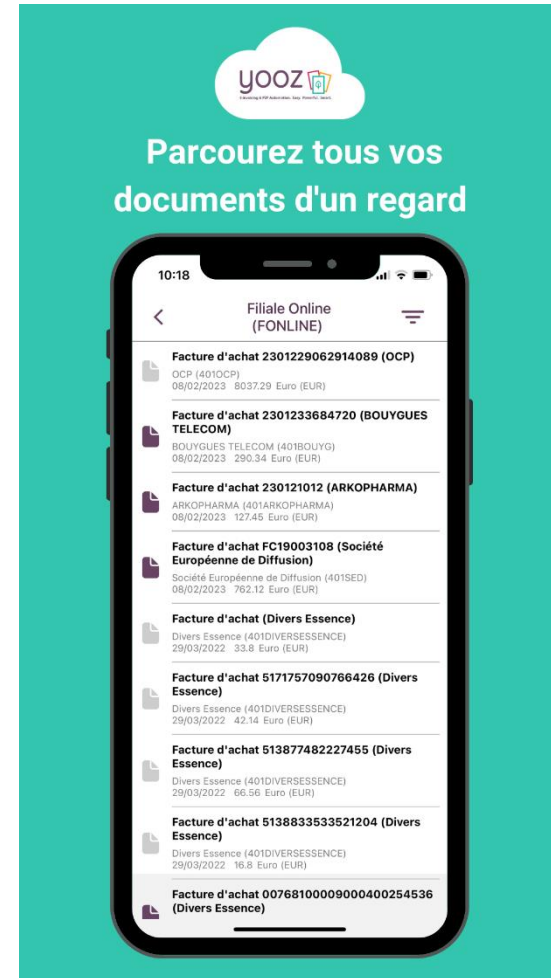 yooz
Parcourez tous vos
documents d'un regard
10:18
Filiale Online
(FONLINE)
Facture d'achat 2301229062914089 (OCP)
OCP (401OCP)
08/02/2023 8037.29 Euro (EUR)
Facture d'achat 2301233684720 (BOUYGUES
TELECOM)
BOUYGUES TELECOM (401BOUYG)
08/02/2023 290.34 Euro (EUR)
Facture d'achat 230121012 (ARKOPHARMA)
ARKOPHARMA (401ARKOPHARMA)
08/02/2023 127.45 Euro (EUR)
Facture d'achat FC19003108 (Société
Européenne de Diffusion)
Société Européenne de Diffusion (401SED)
08/02/2023 762.12 Euro (EUR)
Facture d'achat (Divers Essence)
Divers Essence (401DIVERSESSENCE)
29/03/2022 33.8 Euro (EUR)
Facture d'achat 5171757090766426 (Divers
Essence)
Divers Essence (401DIVERSESSENCE)
29/03/2022 42.14 Euro (EUR)
Facture d'achat 513877482227455 (Divers
Essence)
Divers Essence (401DIVERSESSENCE)
29/03/2022 66.56 Euro (EUR)
Facture d'achat 5138833533521204 (Divers
Essence)
Divers Essence (401DIVERSESSENCE)
29/03/2022 16.8 Euro (EUR)
Facture d'achat 00768100009000400254536
(Divers Essence)